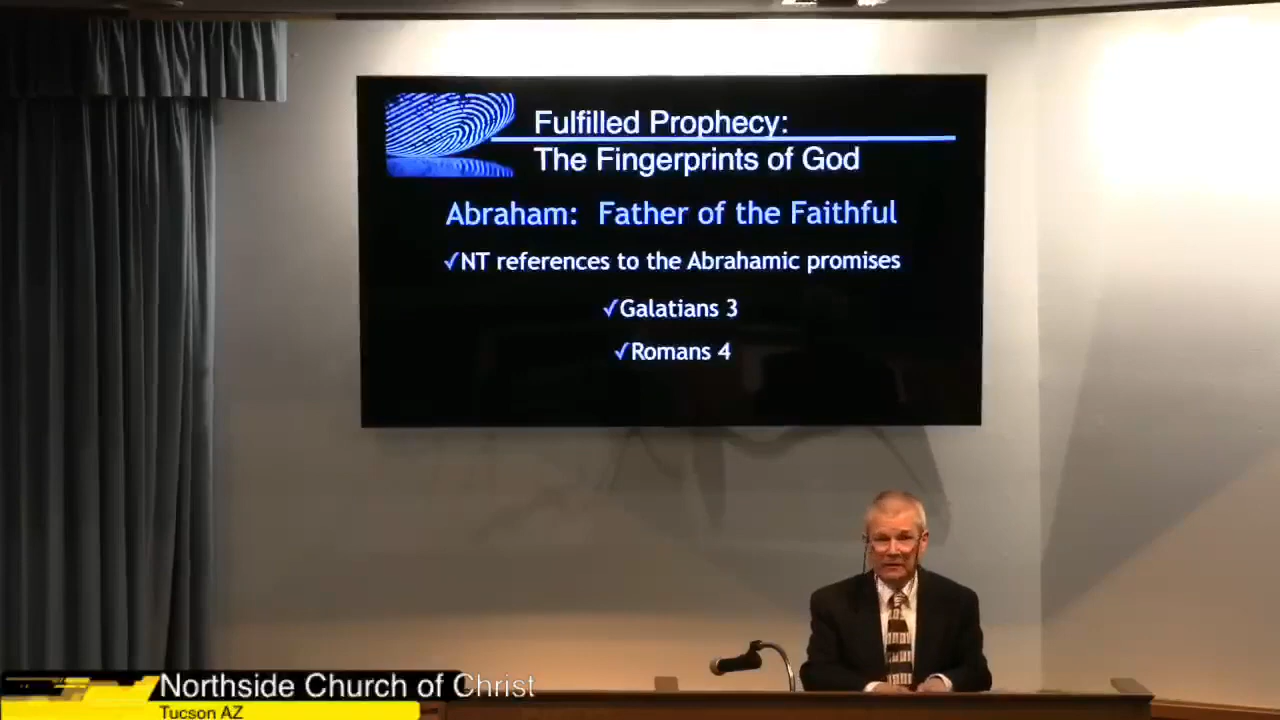 Fulfilled Prophecy:
The Fingerprints of God
Abraham: Father of the Faithful
✓NT references to the Abrahamic promises
✓Galatians 3
✓Romans 4
Northside Church of Christ
Tucson AZ